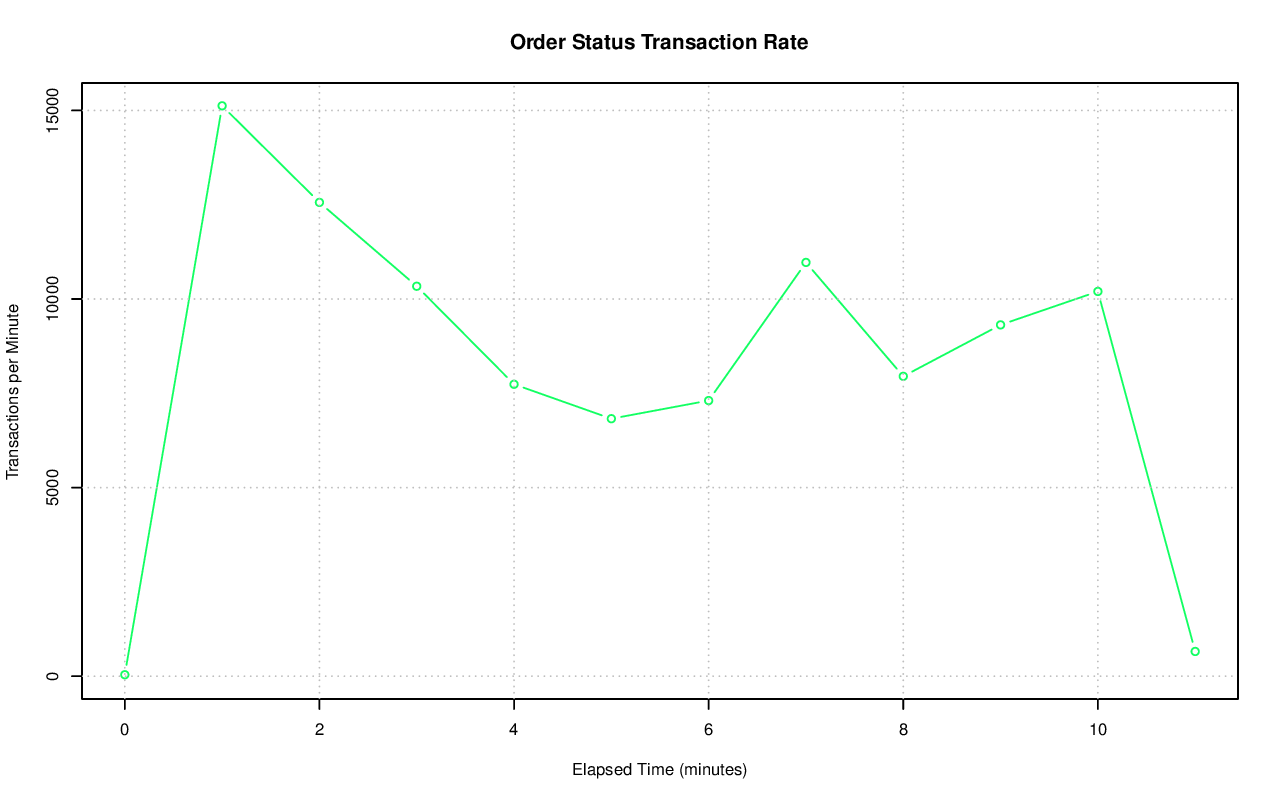 Order Status Transaction Rate
15000
10000
5000
0
Transactions per Minute
0 2 4 6 8 10
Elapsed Time (minutes)